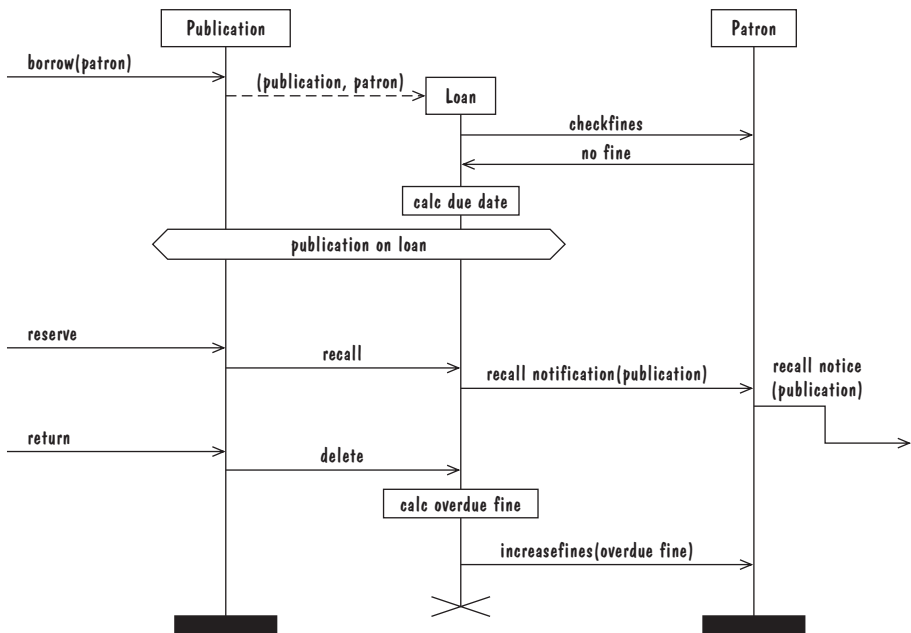 Publication
Patron
borrow(patron)
(publication, patron)
Loan
checkfines
no fine
calc due date
publication on loan
reserve
recall
recall notification(publication)
recall notice
(publication)
return
delete
calc overdue fine
increasefines(overdue fine)